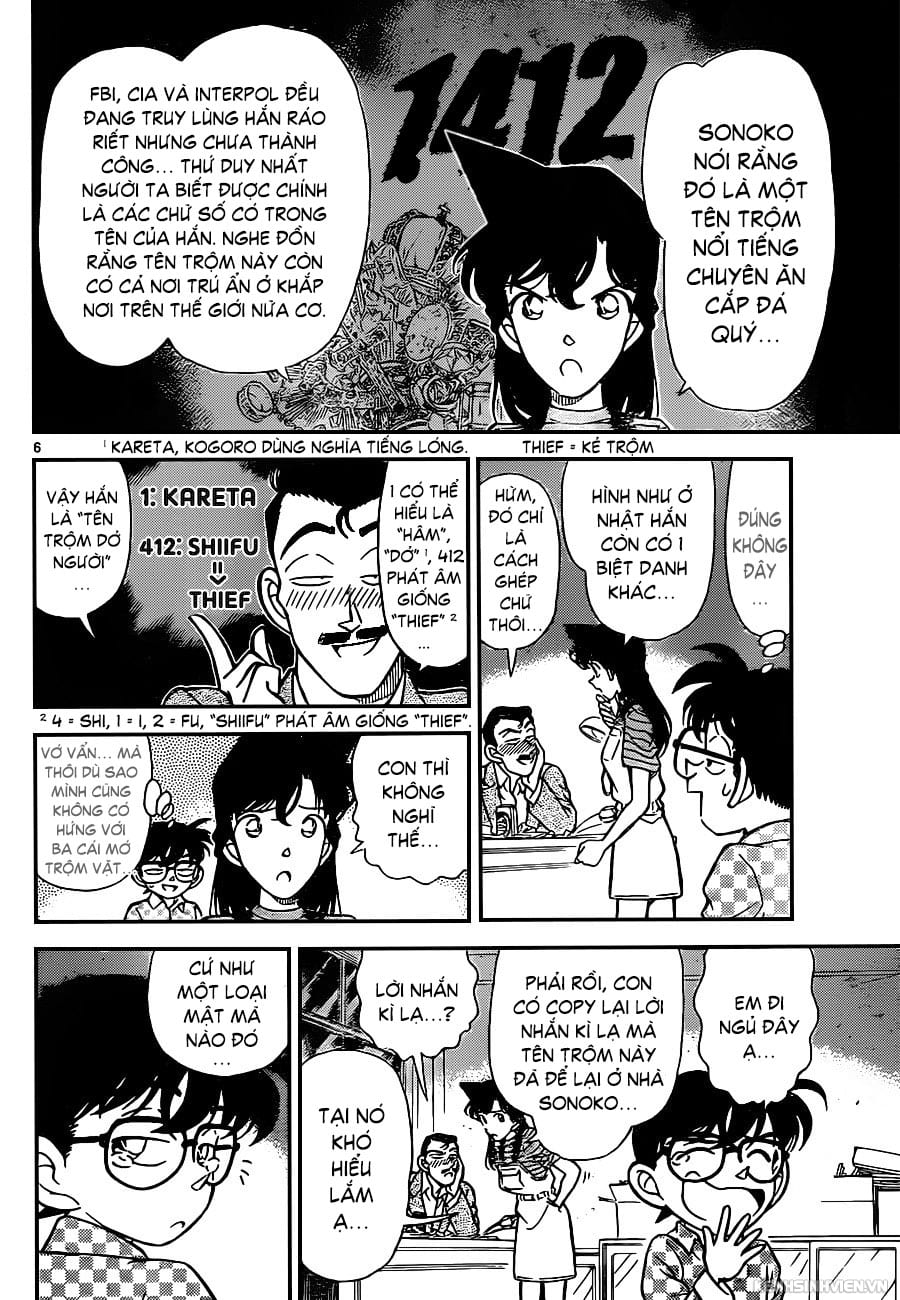 1412
SONOKO
NÓI RẰNG
ĐÓ LÀ MỘT
TÊN TRỘM
NỔI TIẾNG
CHUYÊN ĂN
CẮP ĐÁ
QUÝ...
FBI, CIA VÀ INTERPOL ĐỀU
ĐANG TRUY LÙNG HẮN RÁO
RIẾT NHƯNG CHƯA THÀNH
CÔNG... THỨ DUY NHẤT
NGƯỜI TA BIẾT ĐƯỢC CHÍNH
LÀ CÁC CHỮ SỐ CÓ TRONG
TÊN CỦA HẮN. NGHE ĐỒN
RẰNG TÊN TRỘM NÀY CÒN
CÓ CẢ NƠI TRÚ ẨN Ở KHẮP
NƠI TRÊN THẾ GIỚI NỮA CƠ.
6
¹ KARETA, KOGORO DÙNG NGHĨA TIẾNG LÓNG.
THIEF = KẺ TRỘM
ĐÚNG
KHÔNG
ĐẤY
...
HÌNH NHƯ Ở
NHẬT HẮN
CÒN CÓ 1
BIỆT DANH
KHÁC...
HỪM,
ĐÓ CHỈ
LÀ CÁCH
GHÉP
CHỮ
THÔI...
1 CÓ THỂ
HIỂU LÀ
"HÂM",
"DỞ" ¹, 412
PHÁT ÂM
GIỐNG
"THIEF" ²
...
1: KARETA
412: SHIIFU
THIEF
VẬY HẮN
LÀ "TÊN
TRỘM DỞ
NGƯỜI"
...
² 4 = SHI, 1 = I, 2 = FU, "SHIIFU" PHÁT ÂM GIỐNG "THIEF".
CON THÌ
KHÔNG
NGHĨ
THẾ...
VỚ VẨN... MÀ
THÔI DÙ SAO
MÌNH CŨNG
KHÔNG CÓ
HỨNG VỚI
BA CÁI MỚ
TRỘM VẶT...
EM ĐI
NGỦ ĐÂY
Ạ...
PHẢI RỒI, CON
CÓ COPY LẠI LỜI
NHẮN KÌ LẠ MÀ
TÊN TRỘM NÀY
ĐÃ ĐỂ LẠI Ở NHÀ
SONOKO...
LỜI NHẮN
KÌ LẠ...?
TẠI NÓ
KHÓ
HIỂU
LẮM
Ạ...
CỨ NHƯ
MỘT LOẠI
MẬT MÃ
NÀO ĐÓ
...